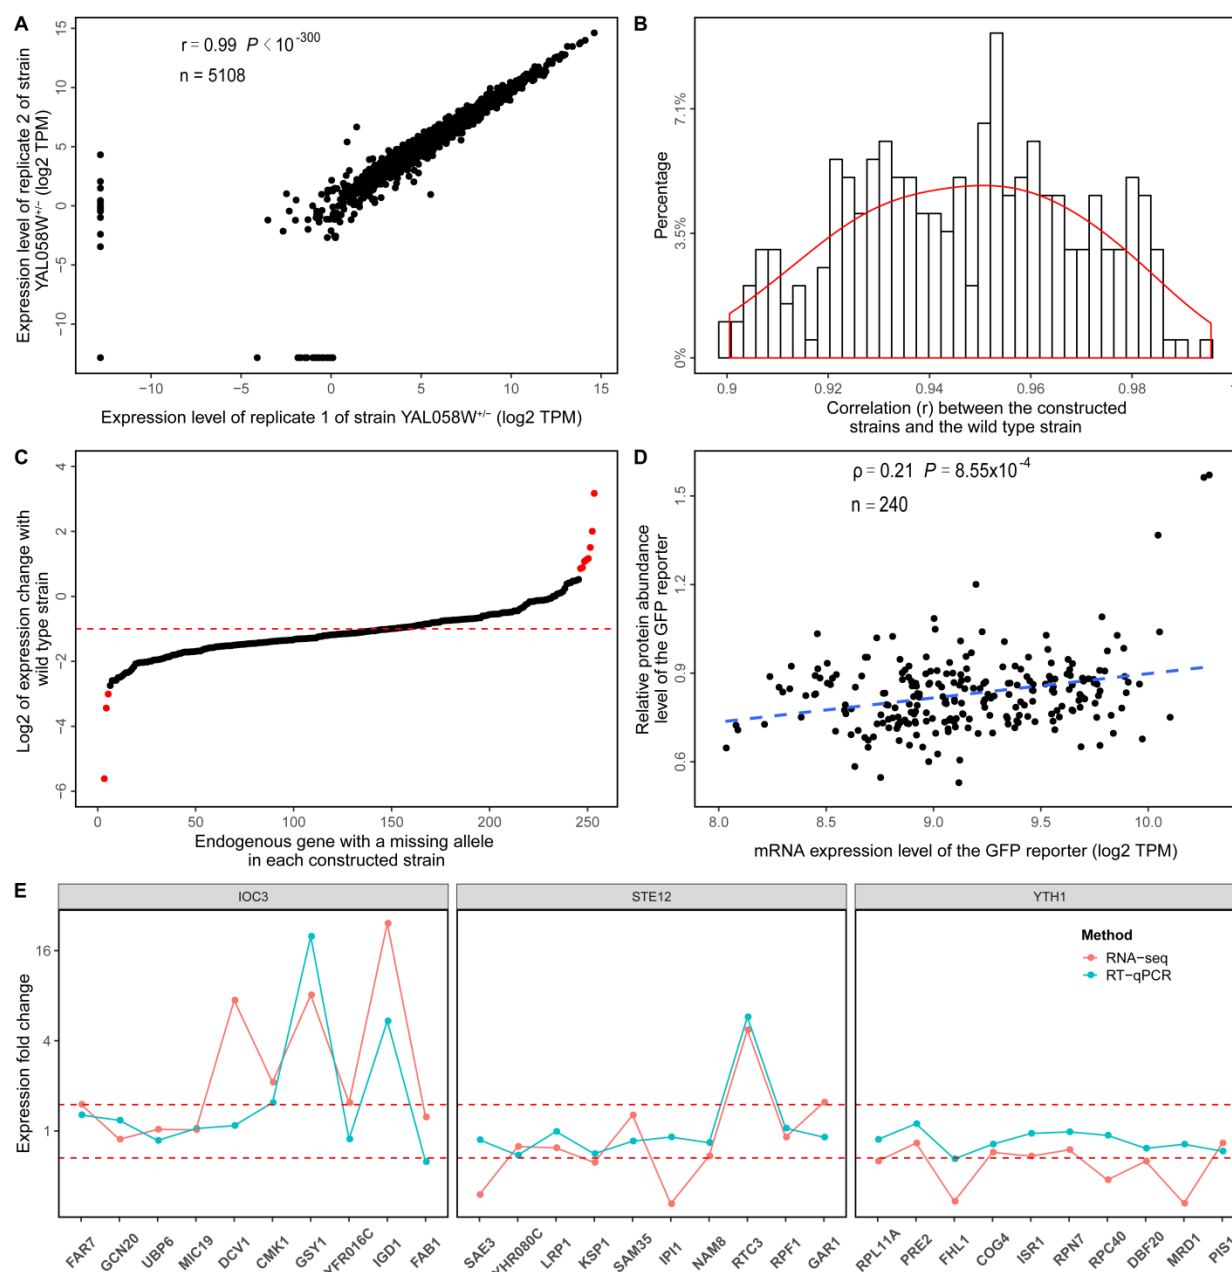 A
r = 0.99 P < 10^-300
n = 5108
Expression level of replicate 2 of strain
YAL058W+/− (log2 TPM)
15
10
5
0
−5
−10
−10
−5
0
5
10
15
Expression level of replicate 1 of strain YAL058W+/− (log2 TPM)
B
Percentage
7.1%
3.5%
0%
0.9
0.92
0.94
0.96
0.98
1
Correlation (r) between the constructed
strains and the wild type strain
C
Log2 of expression change with
wild type strain
4
2
0
−2
−4
−6
0
50
100
150
200
250
Endogenous gene with a missing allele
in each constructed strain
D
ρ = 0.21 P = 8.55x10^-4
n = 240
Relative protein abundance
level of the GFP reporter
1.5
1.2
0.9
0.6
8.0
8.5
9.0
9.5
10.0
mRNA expression level of the GFP reporter (log2 TPM)
E
IOC3
STE12
YTH1
Expression fold change
16
4
1
Method
RNA−seq
RT−qPCR
FAR7
GCN20
UBP6
MIC19
DCV1
CMK1
GSY1
YFR016C
IGD1
FAB1
SAE3
YHR080C
LRP1
KSP1
SAM35
IPI1
NAM8
RTC3
RPF1
GAR1
RPL11A
PRE2
FHL1
COG4
ISR1
RPN7
RPC40
DBF20
MRD1
PIS1